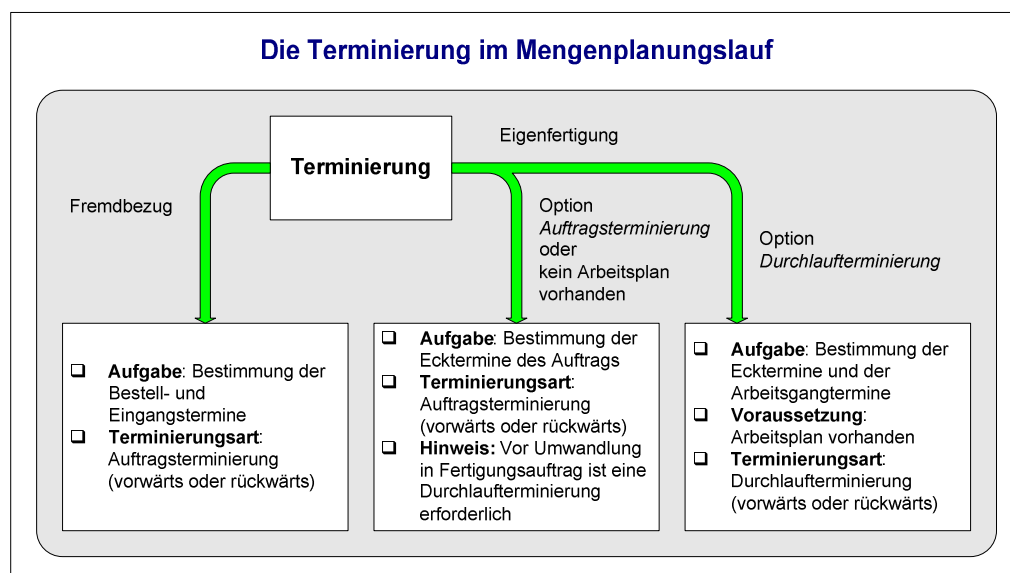 Die Terminierung im Mengenplanungslauf
Terminierung
Eigenfertigung
Fremdbezug
Option
Auftragsterminierung
oder
kein Arbeitsplan
vorhanden
Option
Durchlaufterminierung
Aufgabe: Bestimmung der
Bestell- und
Eingangstermine
Terminierungsart:
Auftragsterminierung
(vorwärts oder rückwärts)
Aufgabe: Bestimmung der
Ecktermine des Auftrags
Terminierungsart:
Auftragsterminierung
(vorwärts oder rückwärts)
Hinweis: Vor Umwandlung
in Fertigungsauftrag ist eine
Durchlaufterminierung
erforderlich
Aufgabe: Bestimmung der
Ecktermine und der
Arbeitsgangtermine
Voraussetzung:
Arbeitsplan vorhanden
Terminierungsart:
Durchlaufterminierung
(vorwärts oder rückwärts)